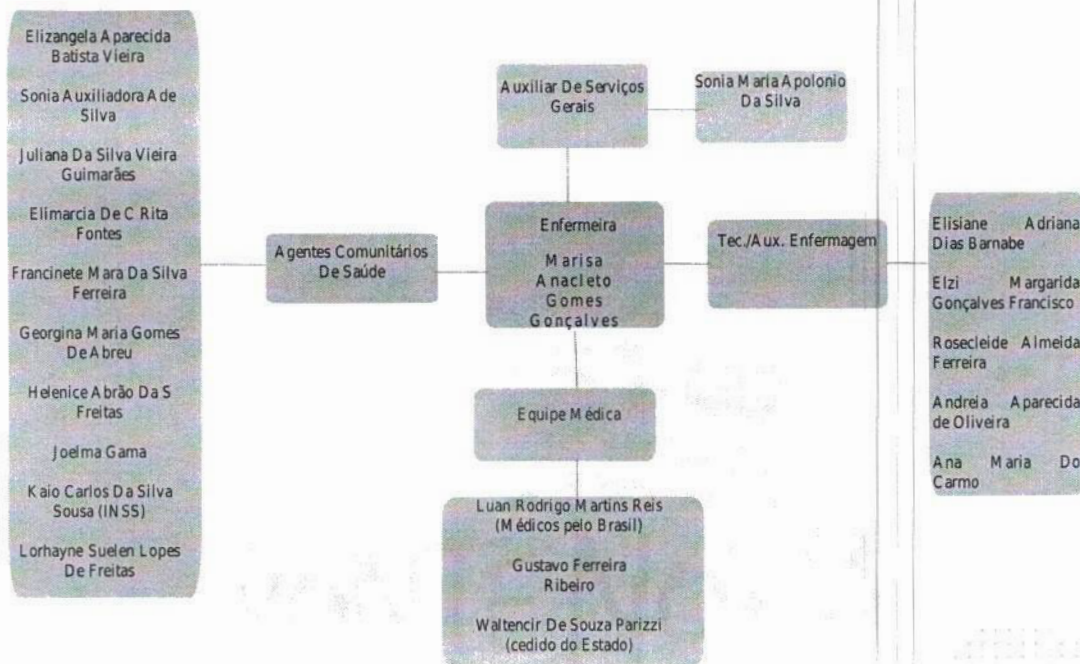 Elizangela Aparecida
Batista Vieira
Sonia Auxiliadora A de
Silva
Juliana Da Silva Vieira
Guimarães
Elimarcia De C Rita
Fontes
Francinete Mara Da Silva
Ferreira
Georgina Maria Gomes
De Abreu
Helenice Abrão Da S
Freitas
Joelma Gama
Kaio Carlos Da Silva
Sousa (INSS)
Lorhayne Suelen Lopes
De Freitas
Agentes Comunitários
De Saúde
Auxiliar De Serviços
Gerais
Sonia Maria Apolonio
Da Silva
Enfermeira
Marisa
Anacleto
Gomes
Gonçalves
Tec./Aux. Enfermagem
Elisiane Adriana
Dias Barnabe
Elzi Margarida
Gonçalves Francisco
Rosecleide Almeida
Ferreira
Andreia Aparecida
de Oliveira
Ana Maria Do
Carmo
Equipe Médica
Luan Rodrigo Martins Reis
(Médicos pelo Brasil)
Gustavo Ferreira
Ribeiro
Waltencir De Souza Parizzi
(cedido do Estado)